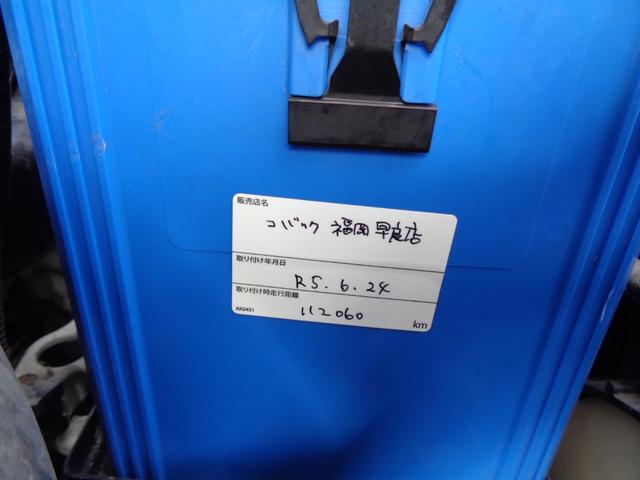 販売店名
コバック 福岡早良店
取り付け年月日
R5.6.24
取り付け時走行距離
112060
AK0451
km